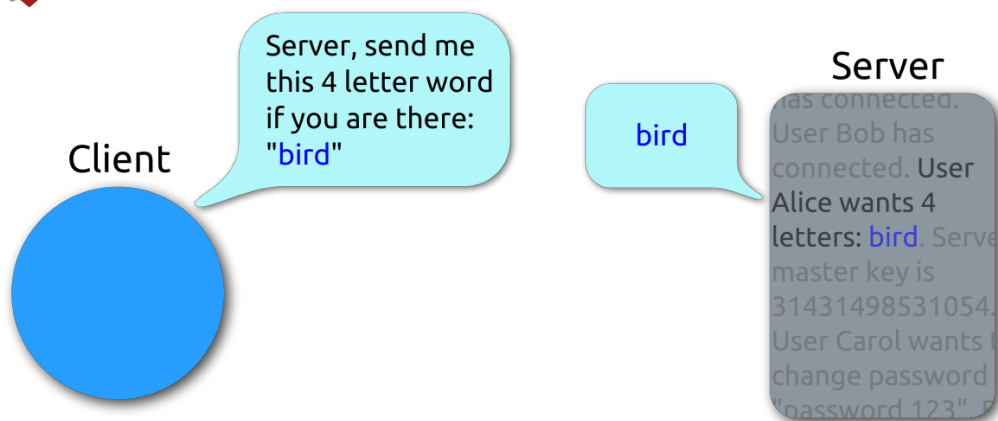 Server, send me
this 4 letter word
if you are there:
"bird"
Client
bird
Server
has connected.
User Bob has
connected. User
Alice wants 4
letters: bird. Serve
master key is
31431498531054.
User Carol wants t
change password
"password 123".